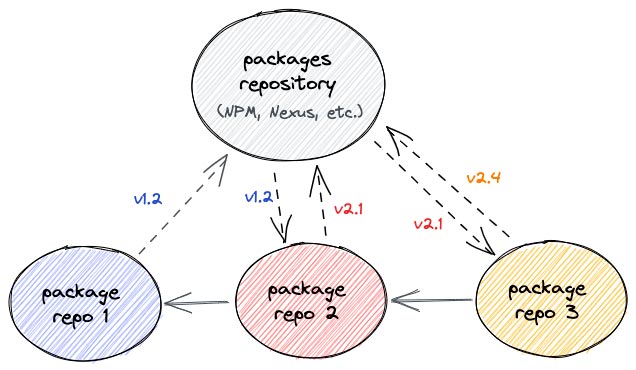 packages
repository
(NPM, Nexus, etc.)
v1.2
v1.2
v2.1
v2.1
v2.4
package
repo 1
package
repo 2
package
repo 3